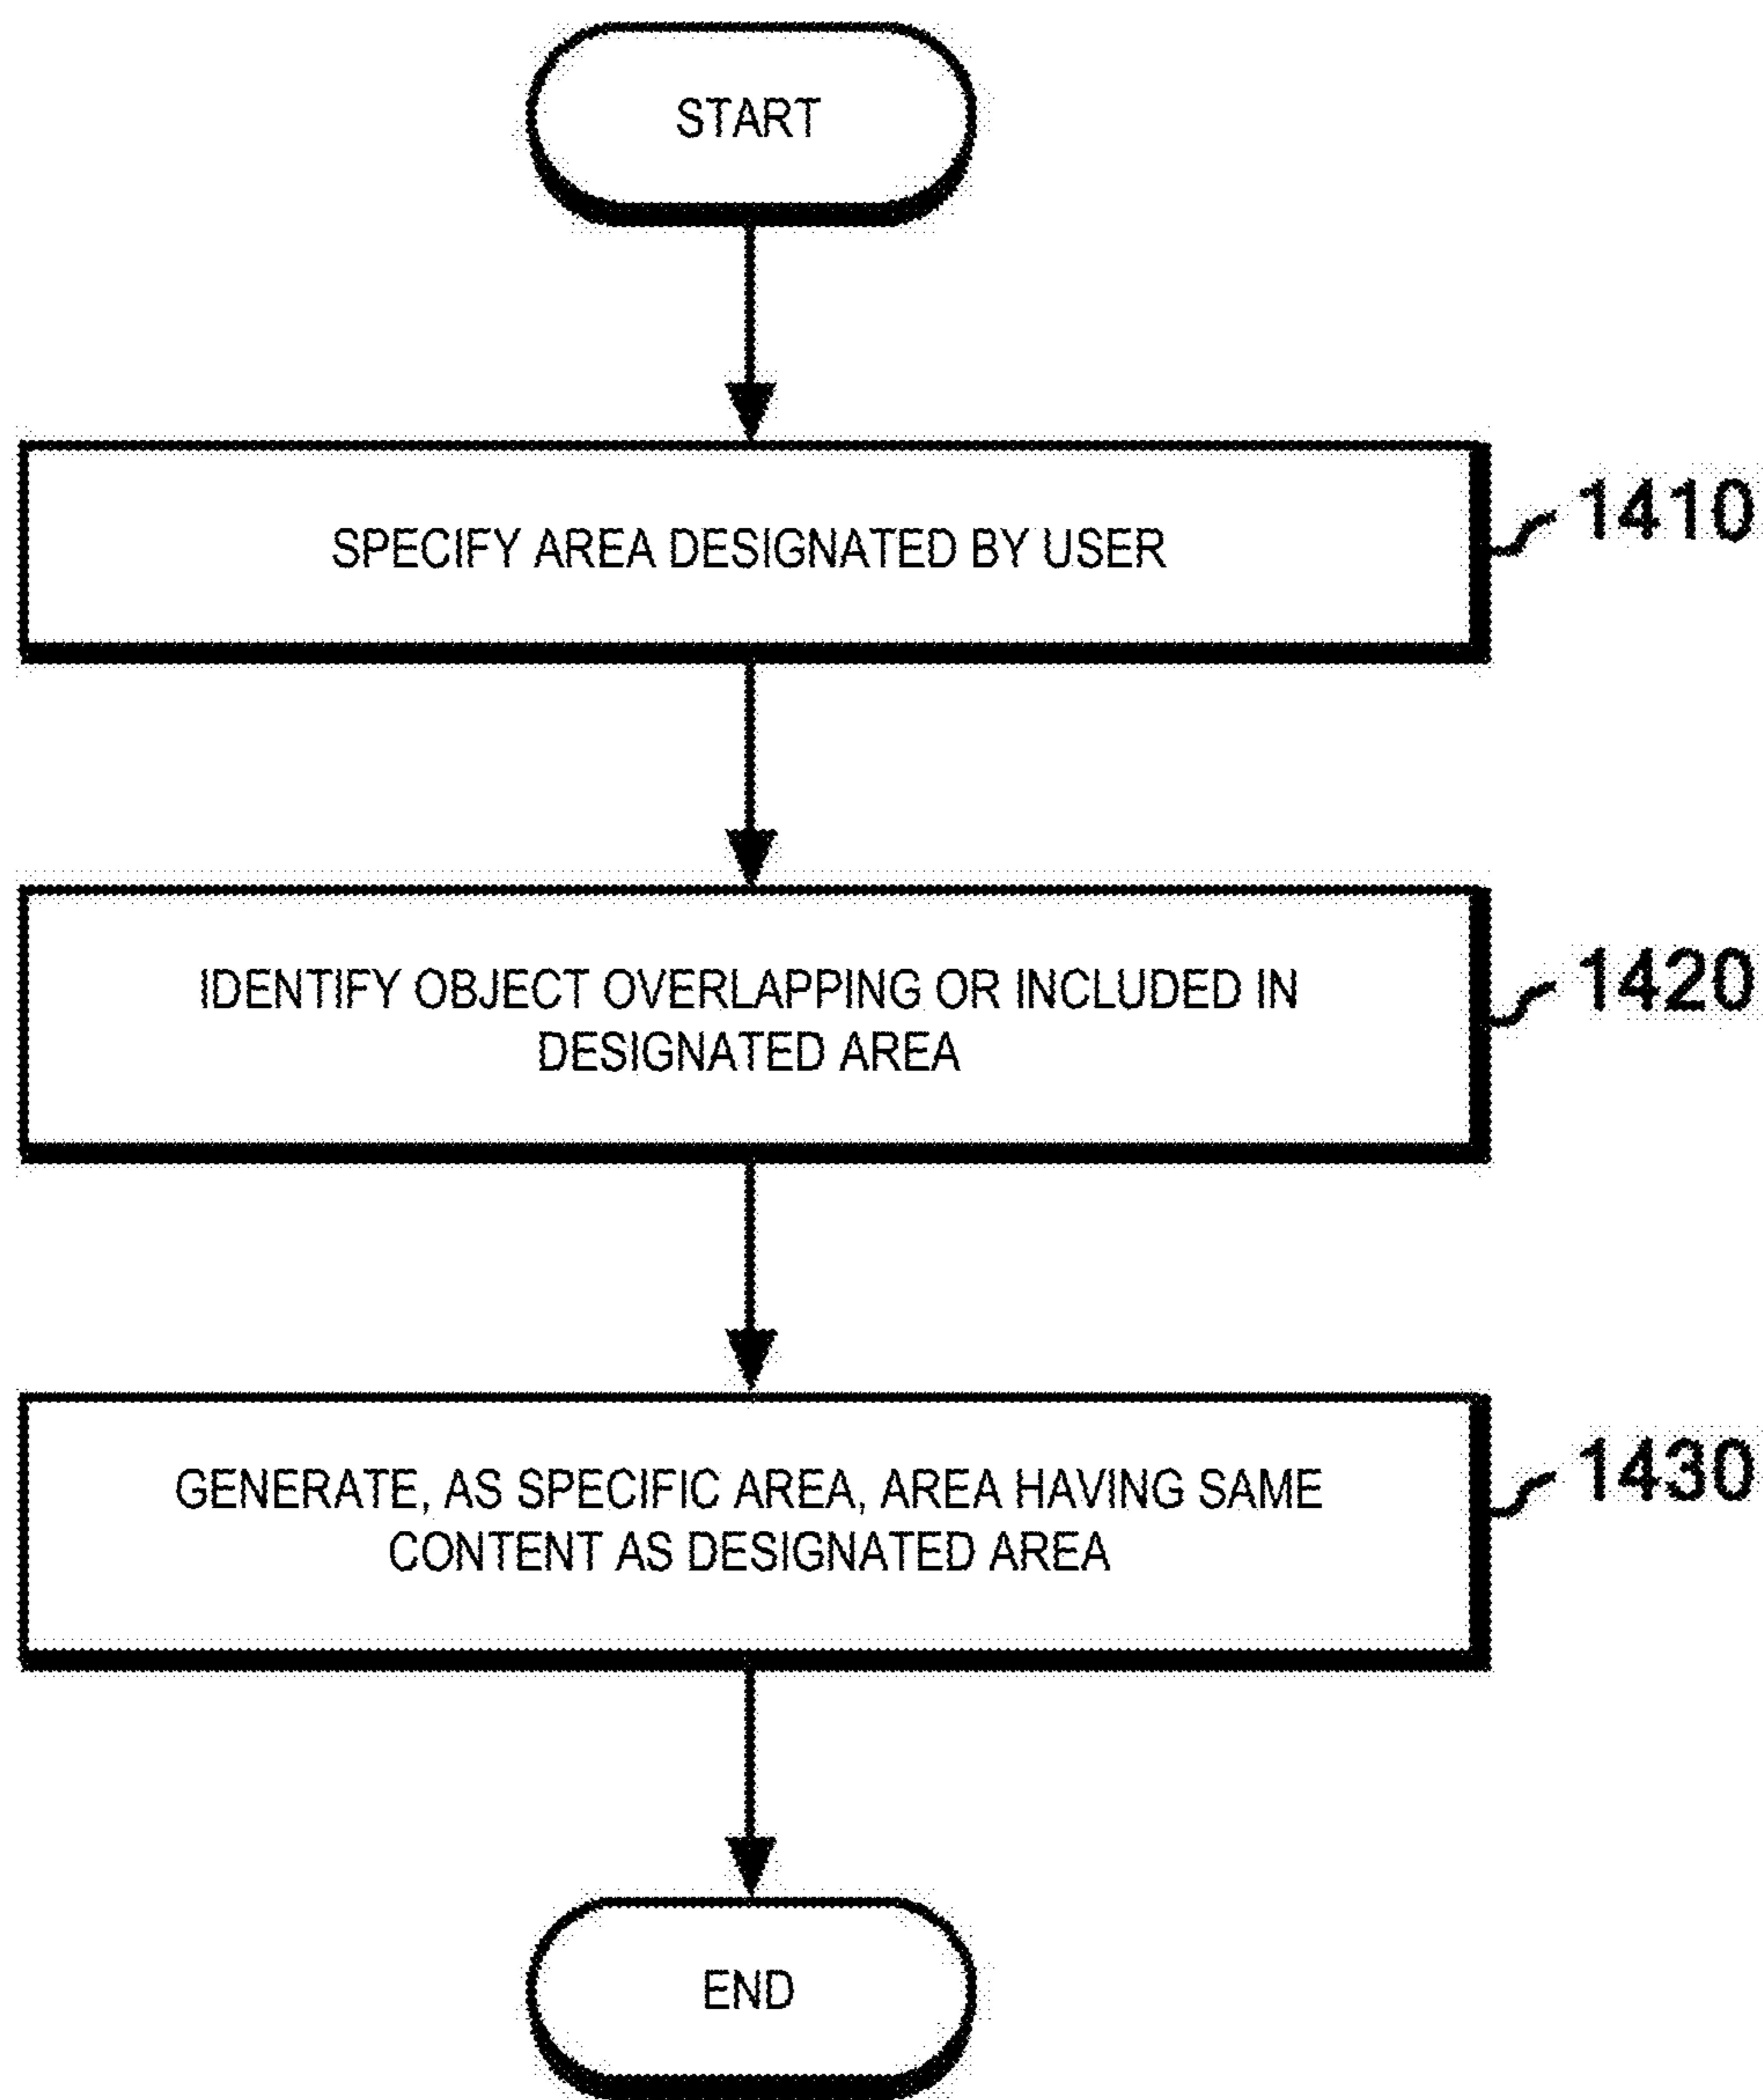 START
SPECIFY AREA DESIGNATED BY USER
1410
IDENTIFY OBJECT OVERLAPPING OR INCLUDED IN
DESIGNATED AREA
1420
GENERATE, AS SPECIFIC AREA, AREA HAVING SAME
CONTENT AS DESIGNATED AREA
1430
END